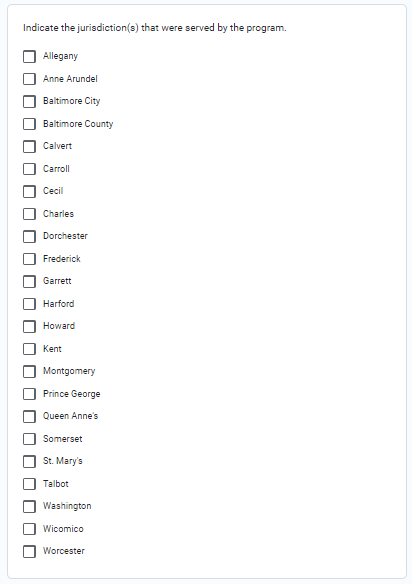 Indicate the jurisdiction(s) that were served by the program.
Allegany
Anne Arundel
Baltimore City
Baltimore County
Calvert
Carroll
Cecil
Charles
Dorchester
Frederick
Garrett
Harford
Howard
Kent
Montgomery
Prince George
Queen Anne's
Somerset
St. Mary's
Talbot
Washington
Wicomico
Worcester